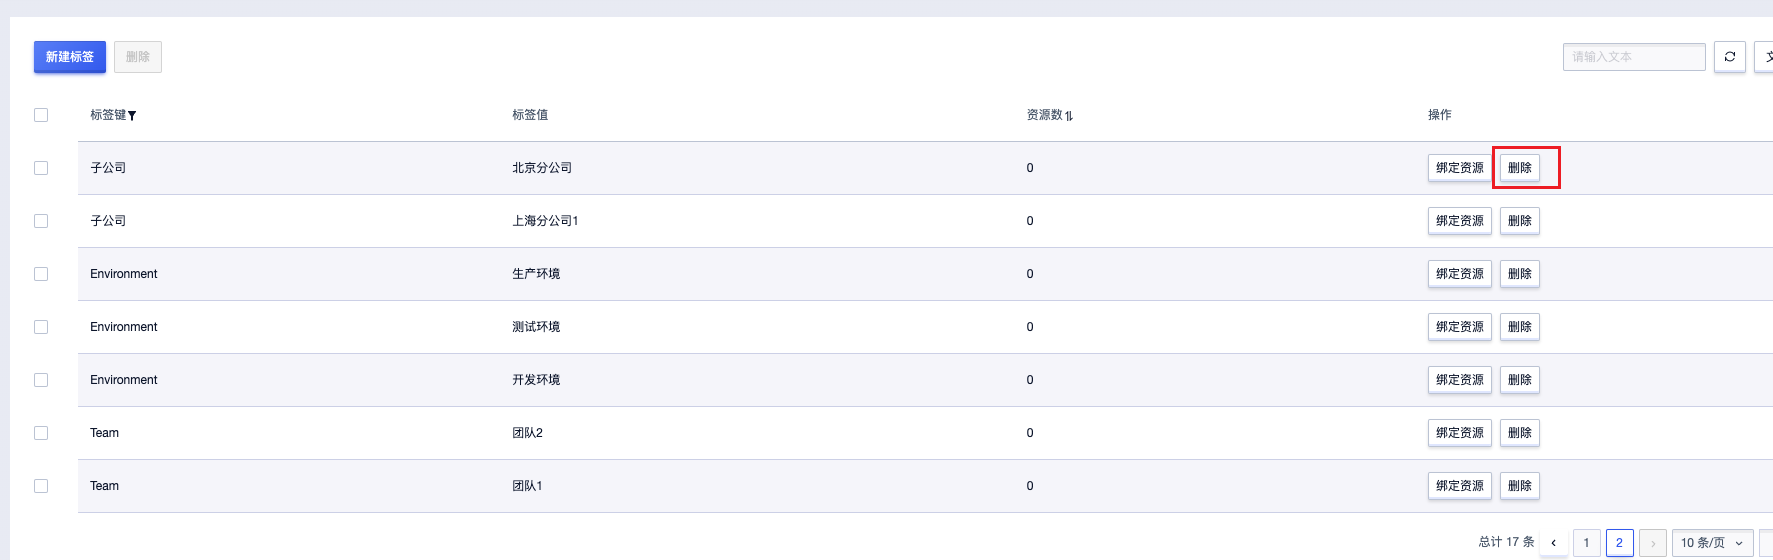 新建标签 删除 请输入文本
标签键 标签值 资源数 操作
子公司 北京分公司 0 绑定资源 删除
子公司 上海分公司1 0 绑定资源 删除
Environment 生产环境 0 绑定资源 删除
Environment 测试环境 0 绑定资源 删除
Environment 开发环境 0 绑定资源 删除
Team 团队2 0 绑定资源 删除
Team 团队1 0 绑定资源 删除
总计 17 条 ‹ 1 2 › 10 条/页